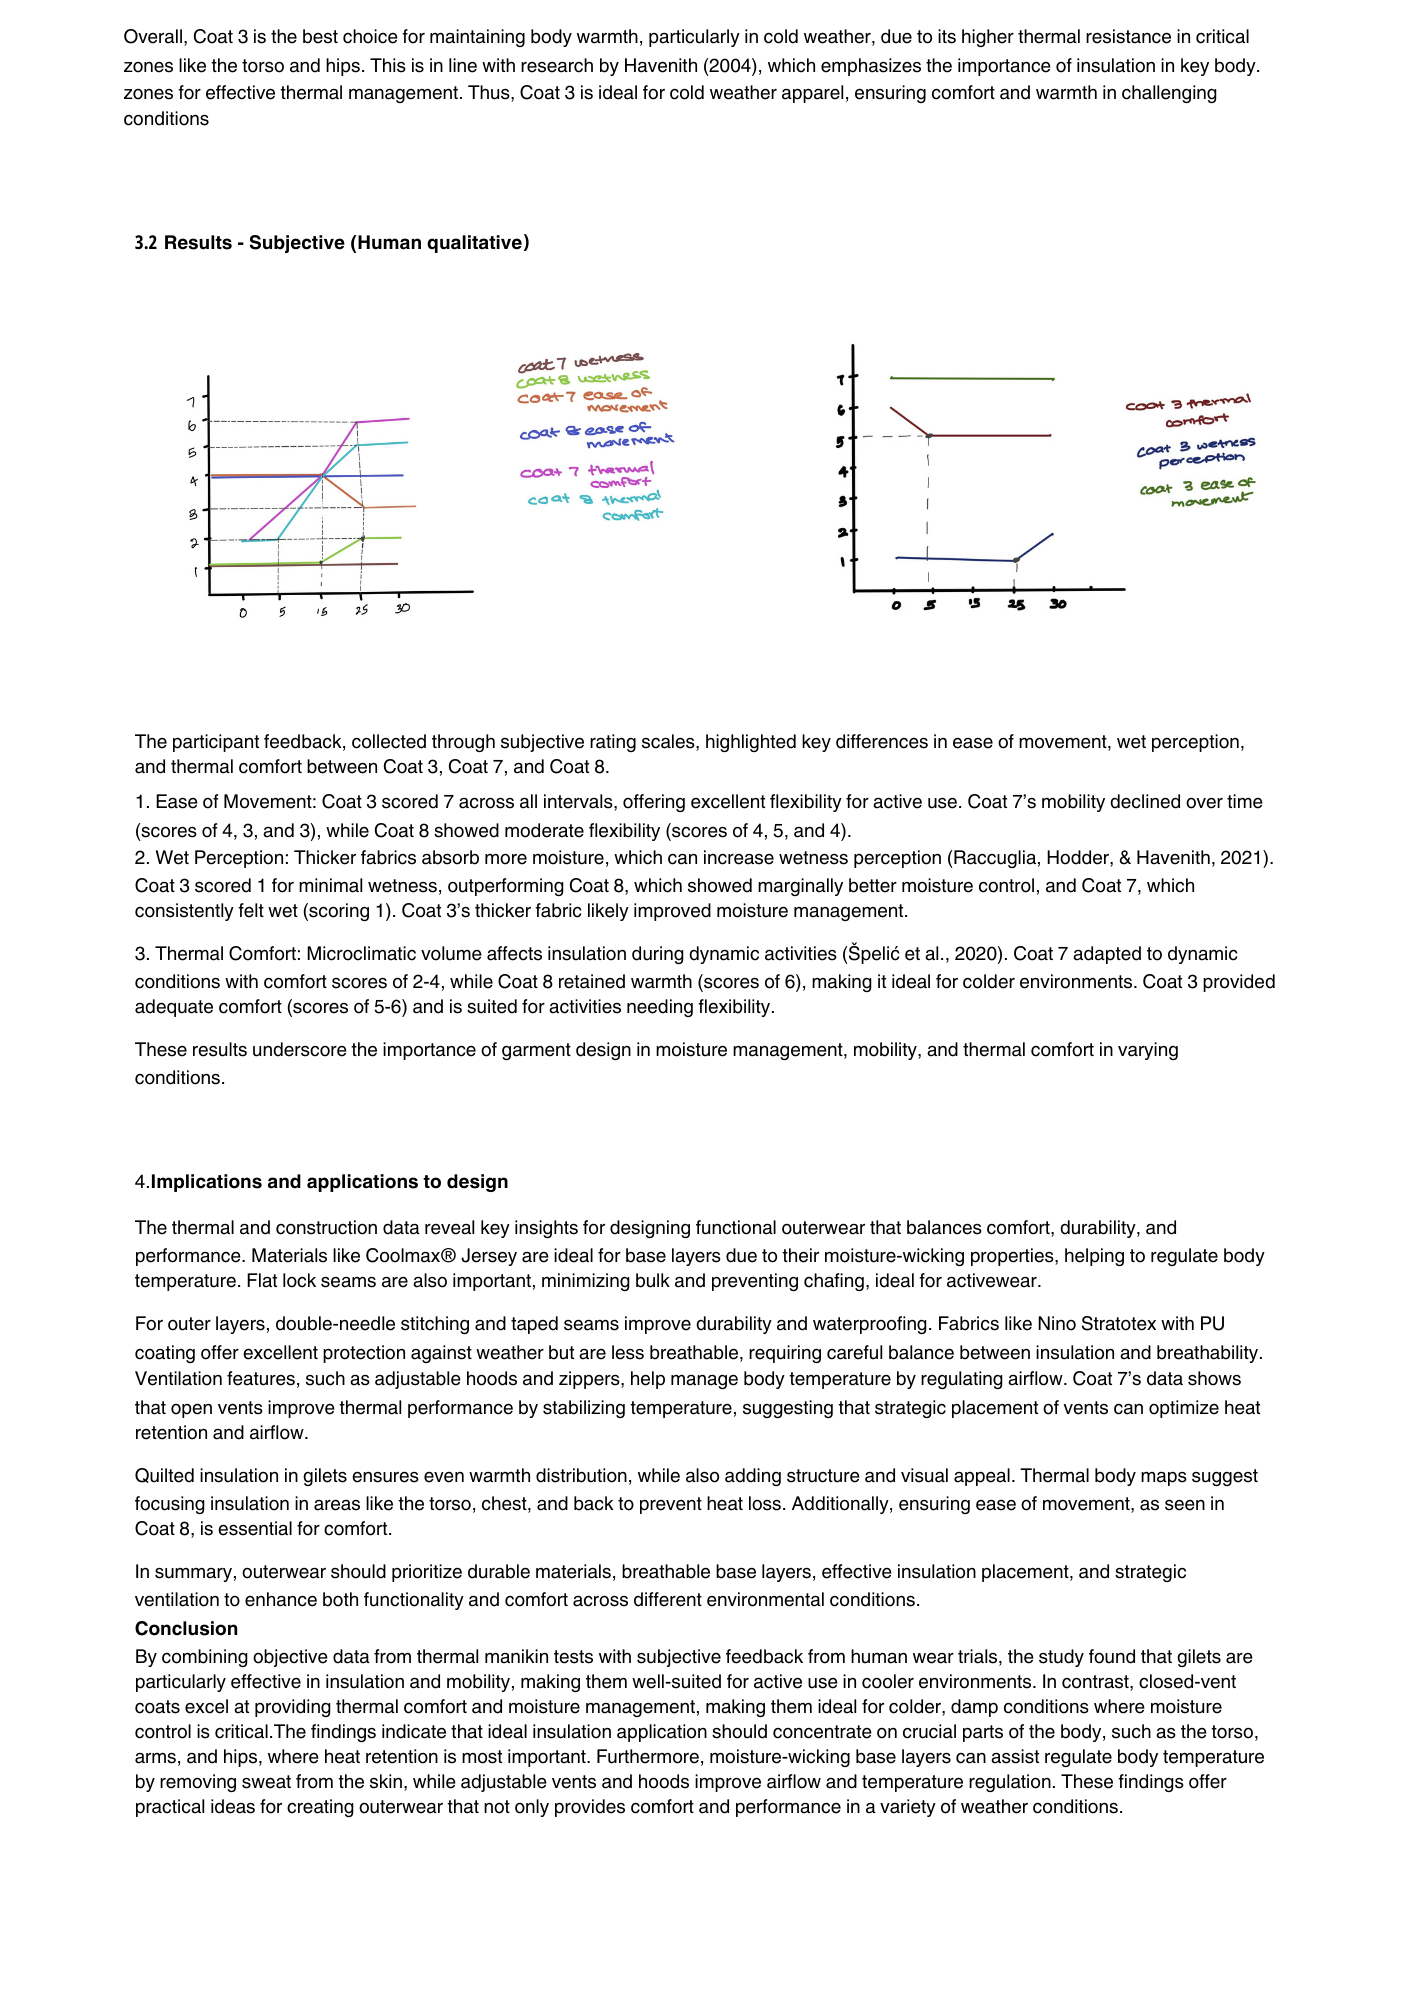 Overall, Coat 3 is the best choice for maintaining body warmth, particularly in cold weather, due to its higher thermal resistance in critical
zones like the torso and hips. This is in line with research by Havenith (2004), which emphasizes the importance of insulation in key body.
zones for effective thermal management. Thus, Coat 3 is ideal for cold weather apparel, ensuring comfort and warmth in challenging
conditions
3.2 Results - Subjective (Human qualitative)
7
6
5
4
3
2
1
0 5 15 25 30
coat 7 wetness
coat 8 wetness
coat 7 ease of
movement
coat 8 ease of
movement
coat 7 thermal
comfort
coat 8 thermal
comfort
7
6
5
4
3
2
1
0 5 15 25 30
coat 3 thermal
comfort
coat 3 wetness
perception
coat 3 ease of
movement
The participant feedback, collected through subjective rating scales, highlighted key differences in ease of movement, wet perception,
and thermal comfort between Coat 3, Coat 7, and Coat 8.
1. Ease of Movement: Coat 3 scored 7 across all intervals, offering excellent flexibility for active use. Coat 7’s mobility declined over time
(scores of 4, 3, and 3), while Coat 8 showed moderate flexibility (scores of 4, 5, and 4).
2. Wet Perception: Thicker fabrics absorb more moisture, which can increase wetness perception (Raccuglia, Hodder, & Havenith, 2021).
Coat 3 scored 1 for minimal wetness, outperforming Coat 8, which showed marginally better moisture control, and Coat 7, which
consistently felt wet (scoring 1). Coat 3’s thicker fabric likely improved moisture management.
3. Thermal Comfort: Microclimatic volume affects insulation during dynamic activities (Špelić et al., 2020). Coat 7 adapted to dynamic
conditions with comfort scores of 2-4, while Coat 8 retained warmth (scores of 6), making it ideal for colder environments. Coat 3 provided
adequate comfort (scores of 5-6) and is suited for activities needing flexibility.
These results underscore the importance of garment design in moisture management, mobility, and thermal comfort in varying
conditions.
4.Implications and applications to design
The thermal and construction data reveal key insights for designing functional outerwear that balances comfort, durability, and
performance. Materials like Coolmax® Jersey are ideal for base layers due to their moisture-wicking properties, helping to regulate body
temperature. Flat lock seams are also important, minimizing bulk and preventing chafing, ideal for activewear.
For outer layers, double-needle stitching and taped seams improve durability and waterproofing. Fabrics like Nino Stratotex with PU
coating offer excellent protection against weather but are less breathable, requiring careful balance between insulation and breathability.
Ventilation features, such as adjustable hoods and zippers, help manage body temperature by regulating airflow. Coat 7’s data shows
that open vents improve thermal performance by stabilizing temperature, suggesting that strategic placement of vents can optimize heat
retention and airflow.
Quilted insulation in gilets ensures even warmth distribution, while also adding structure and visual appeal. Thermal body maps suggest
focusing insulation in areas like the torso, chest, and back to prevent heat loss. Additionally, ensuring ease of movement, as seen in
Coat 8, is essential for comfort.
In summary, outerwear should prioritize durable materials, breathable base layers, effective insulation placement, and strategic
ventilation to enhance both functionality and comfort across different environmental conditions.
Conclusion
By combining objective data from thermal manikin tests with subjective feedback from human wear trials, the study found that gilets are
particularly effective in insulation and mobility, making them well-suited for active use in cooler environments. In contrast, closed-vent
coats excel at providing thermal comfort and moisture management, making them ideal for colder, damp conditions where moisture
control is critical.The findings indicate that ideal insulation application should concentrate on crucial parts of the body, such as the torso,
arms, and hips, where heat retention is most important. Furthermore, moisture-wicking base layers can assist regulate body temperature
by removing sweat from the skin, while adjustable vents and hoods improve airflow and temperature regulation. These findings offer
practical ideas for creating outerwear that not only provides comfort and performance in a variety of weather conditions.